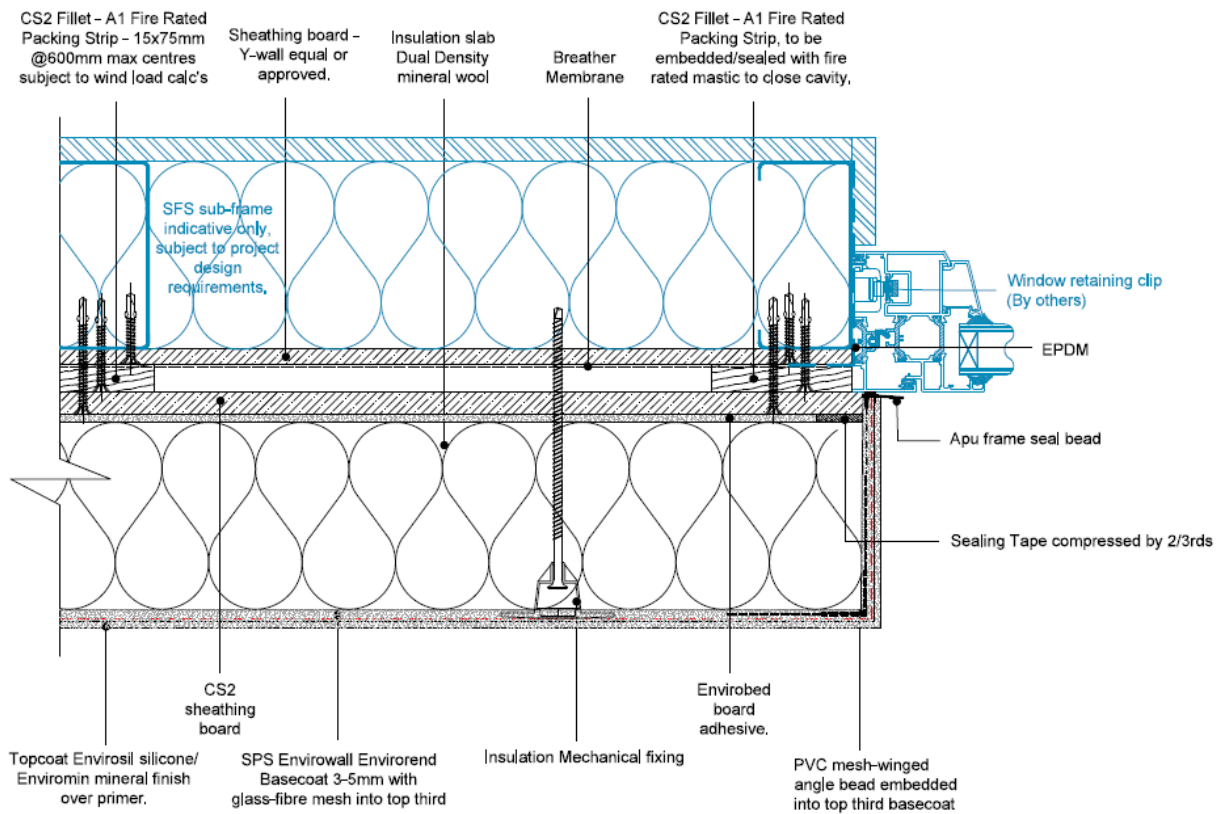 CS2 Fillet - A1 Fire Rated
Packing Strip - 15x75mm
@600mm max centres
subject to wind load calc's
Sheathing board -
Y-wall equal or
approved.
Insulation slab
Dual Density
mineral wool
Breather
Membrane
CS2 Fillet - A1 Fire Rated
Packing Strip, to be
embedded/sealed with fire
rated mastic to close cavity.
SFS sub-frame
indicative only,
subject to project
design
requirements.
Window retaining clip
(By others)
EPDM
Apu frame seal bead
Sealing Tape compressed by 2/3rds
CS2
sheathing
board
Envirobed
board
adhesive.
Topcoat Envirosil silicone/
Enviromin mineral finish
over primer.
SPS Envirowall Envirorend
Basecoat 3-5mm with
glass-fibre mesh into top third
Insulation Mechanical fixing
PVC mesh-winged
angle bead embedded
into top third basecoat